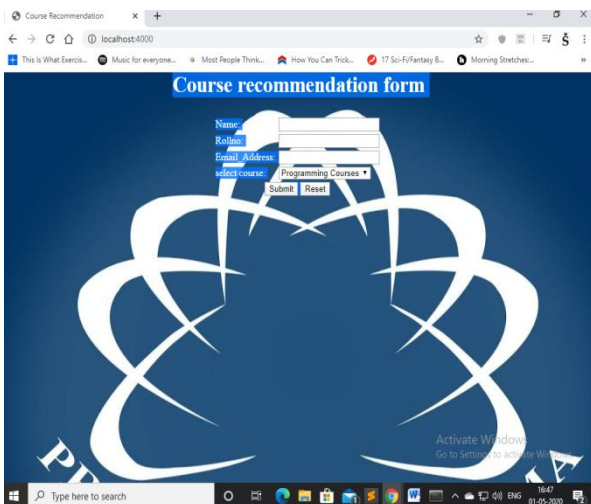 Course Recommendation
localhost:4000
This Is What Exercis...
Music for everyone...
Most People Think...
How You Can Trick...
17 Sci-Fi/Fantasy B...
Morning Stretches:...
Course recommendation form
Name:
Rollno:
Email_Address:
select course: Programming Courses
Submit Reset
Activate Windows
Go to Settings to activate Windows.
Type here to search
ENG
16:47
01-05-2020